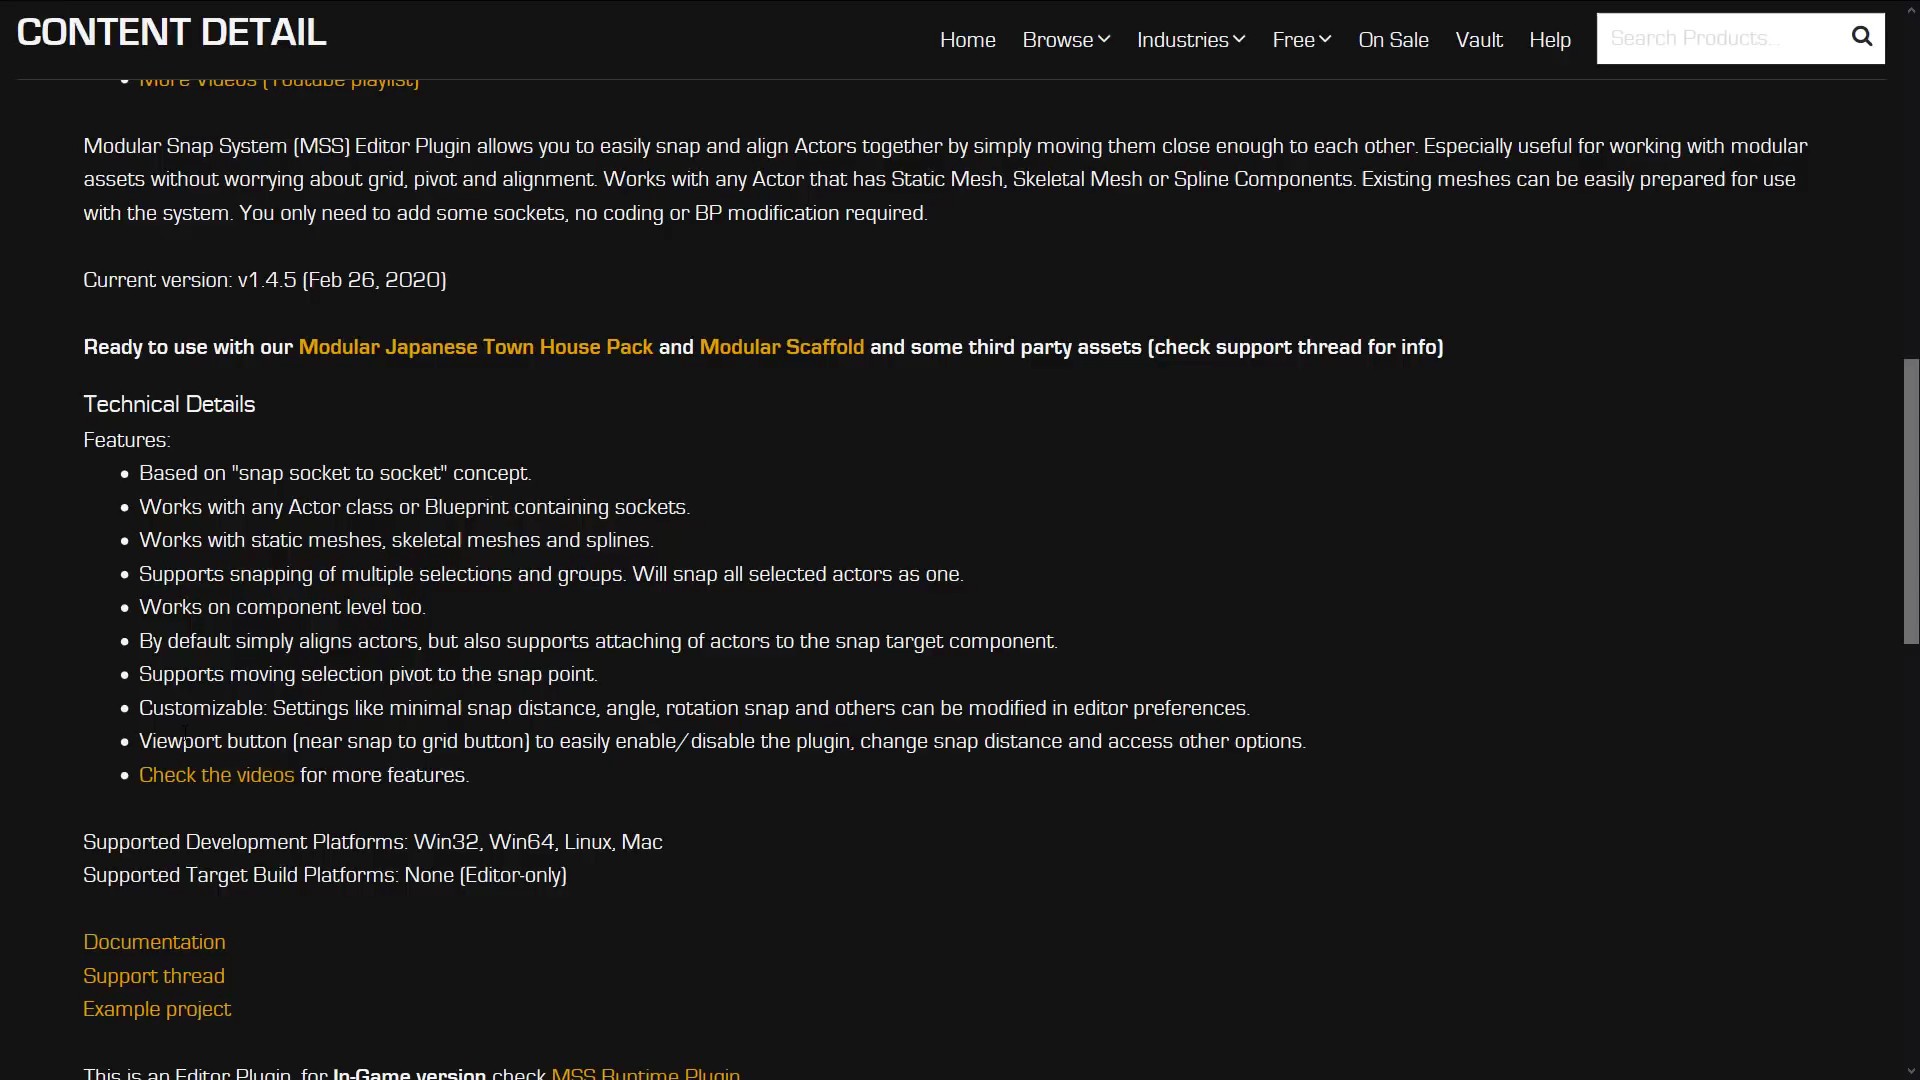 CONTENT DETAIL
Home Browse Industries Free On Sale Vault Help Search Products...
• More Videos (Youtube playlist)
Modular Snap System (MSS) Editor Plugin allows you to easily snap and align Actors together by simply moving them close enough to each other. Especially useful for working with modular
assets without worrying about grid, pivot and alignment. Works with any Actor that has Static Mesh, Skeletal Mesh or Spline Components. Existing meshes can be easily prepared for use
with the system. You only need to add some sockets, no coding or BP modification required.
Current version: v1.4.5 (Feb 26, 2020)
Ready to use with our Modular Japanese Town House Pack and Modular Scaffold and some third party assets (check support thread for info)
Technical Details
Features:
• Based on "snap socket to socket" concept.
• Works with any Actor class or Blueprint containing sockets.
• Works with static meshes, skeletal meshes and splines.
• Supports snapping of multiple selections and groups. Will snap all selected actors as one.
• Works on component level too.
• By default simply aligns actors, but also supports attaching of actors to the snap target component.
• Supports moving selection pivot to the snap point.
• Customizable: Settings like minimal snap distance, angle, rotation snap and others can be modified in editor preferences.
• Viewport button (near snap to grid button) to easily enable/disable the plugin, change snap distance and access other options.
• Check the videos for more features.
Supported Development Platforms: Win32, Win64, Linux, Mac
Supported Target Build Platforms: None (Editor-only)
Documentation
Support thread
Example project
This is an Editor Plugin, for In-Game version check MSS Runtime Plugin